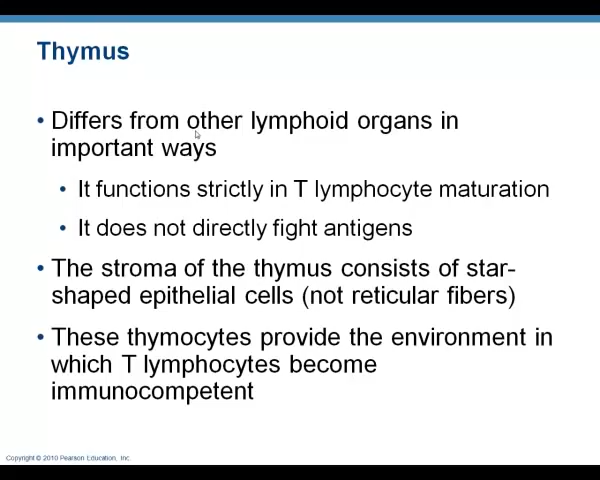 Thymus
• Differs from other lymphoid organs in
important ways
• It functions strictly in T lymphocyte maturation
• It does not directly fight antigens
• The stroma of the thymus consists of star-
shaped epithelial cells (not reticular fibers)
• These thymocytes provide the environment in
which T lymphocytes become
immunocompetent
Copyright © 2010 Pearson Education, Inc.